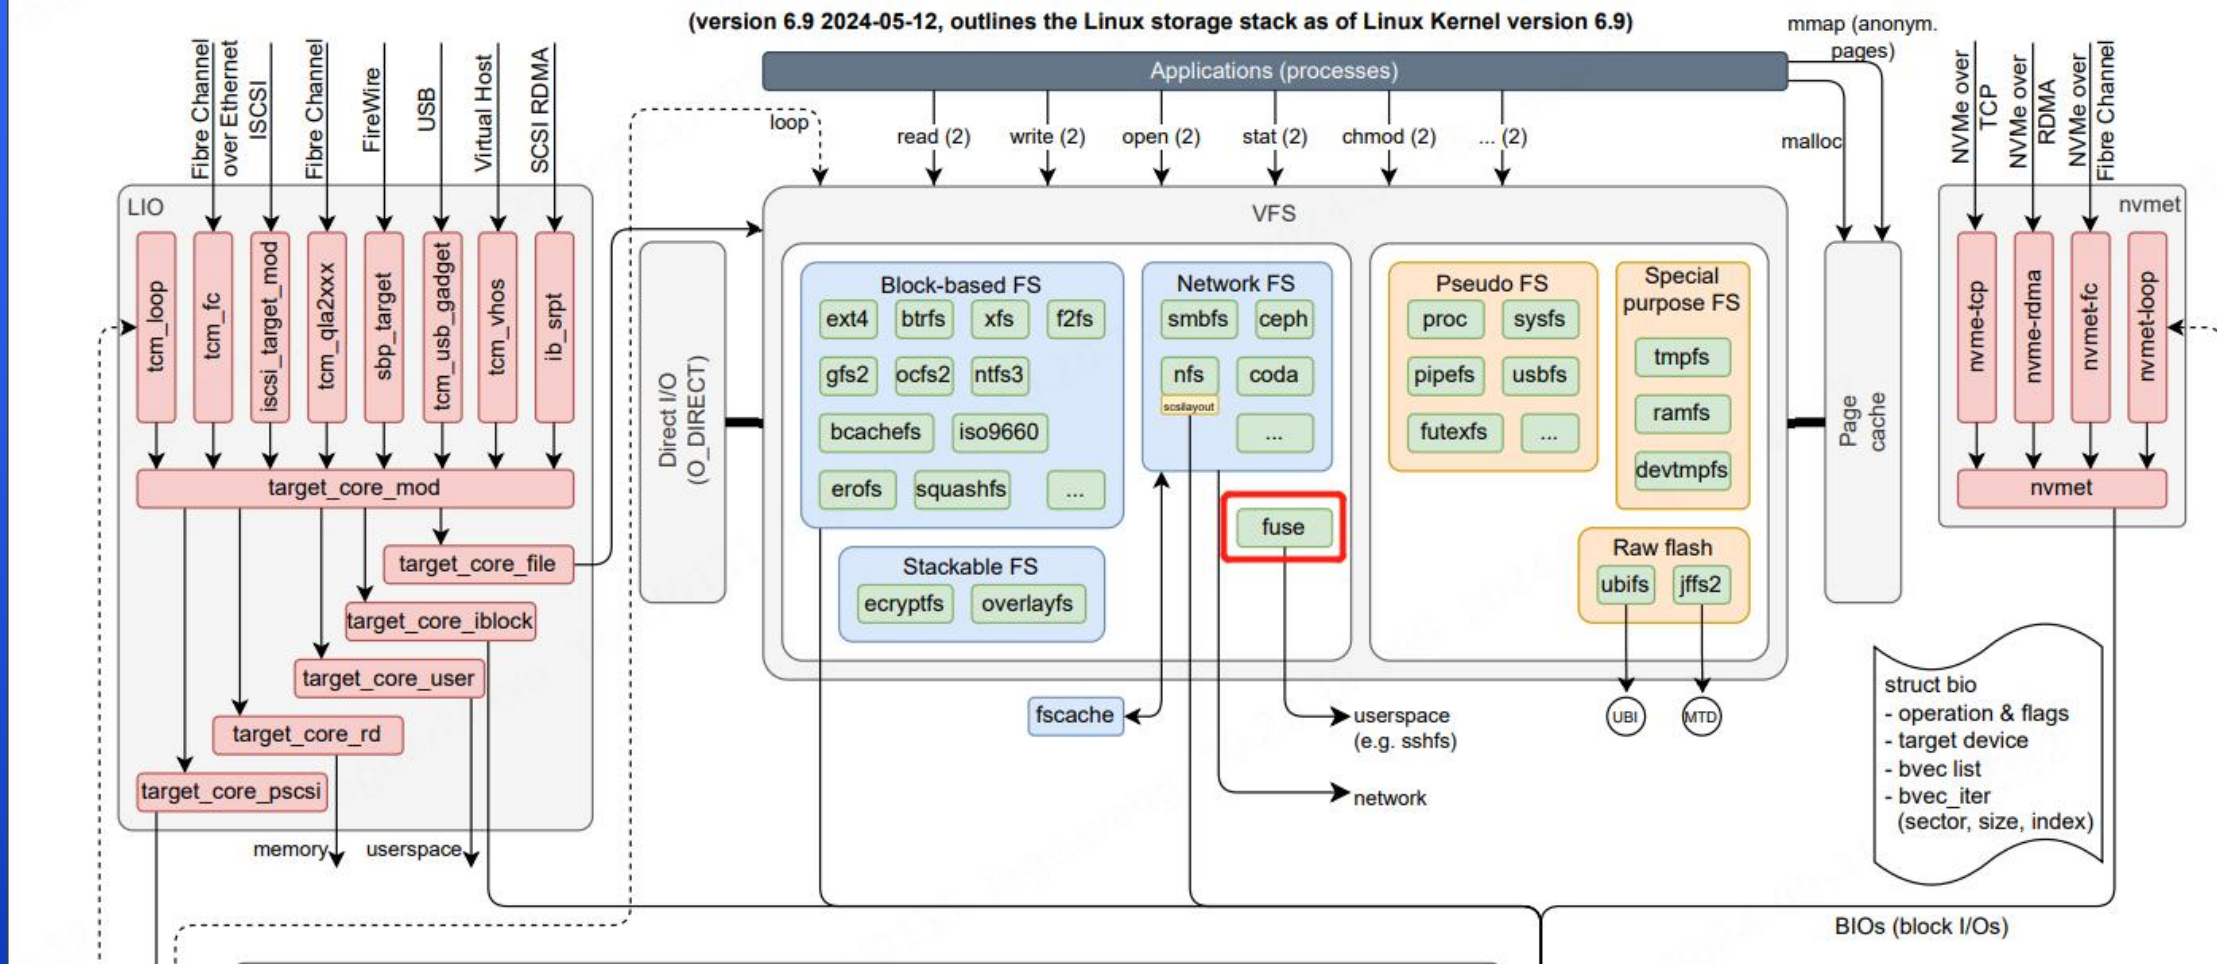 (version 6.9 2024-05-12, outlines the Linux storage stack as of Linux Kernel version 6.9)
mmap (anonym.
pages)
Applications (processes)
Fibre Channel
over Ethernet
ISCSI
Fibre Channel
FireWire
USB
Virtual Host
SCSI RDMA
loop
read (2)
write (2)
open (2)
stat (2)
chmod (2)
... (2)
malloc
NVMe over
TCP
NVMe over
RDMA
NVMe over
Fibre Channel
LIO
tcm_loop
tcm_fc
iscsi_target_mod
tcm_qla2xxx
sbp_target
tcm_usb_gadget
tcm_vhos
ib_srpt
target_core_mod
target_core_file
target_core_iblock
target_core_user
target_core_rd
target_core_pscsi
memory
userspace
Direct I/O
(O_DIRECT)
VFS
Block-based FS
ext4
btrfs
xfs
f2fs
gfs2
ocfs2
ntfs3
bcachefs
iso9660
erofs
squashfs
...
Stackable FS
ecryptfs
overlayfs
Network FS
smbfs
ceph
nfs
coda
scsilayout
...
fuse
Pseudo FS
proc
sysfs
pipefs
usbfs
futexfs
...
Special
purpose FS
tmpfs
ramfs
devtmpfs
Raw flash
ubifs
jffs2
fscache
userspace
(e.g. sshfs)
network
UBI
MTD
Page
cache
nvmet
nvme-tcp
nvme-rdma
nvmet-fc
nvmet-loop
nvmet
struct bio
- operation & flags
- target device
- bvec list
- bvec_iter
(sector, size, index)
BIOs (block I/Os)